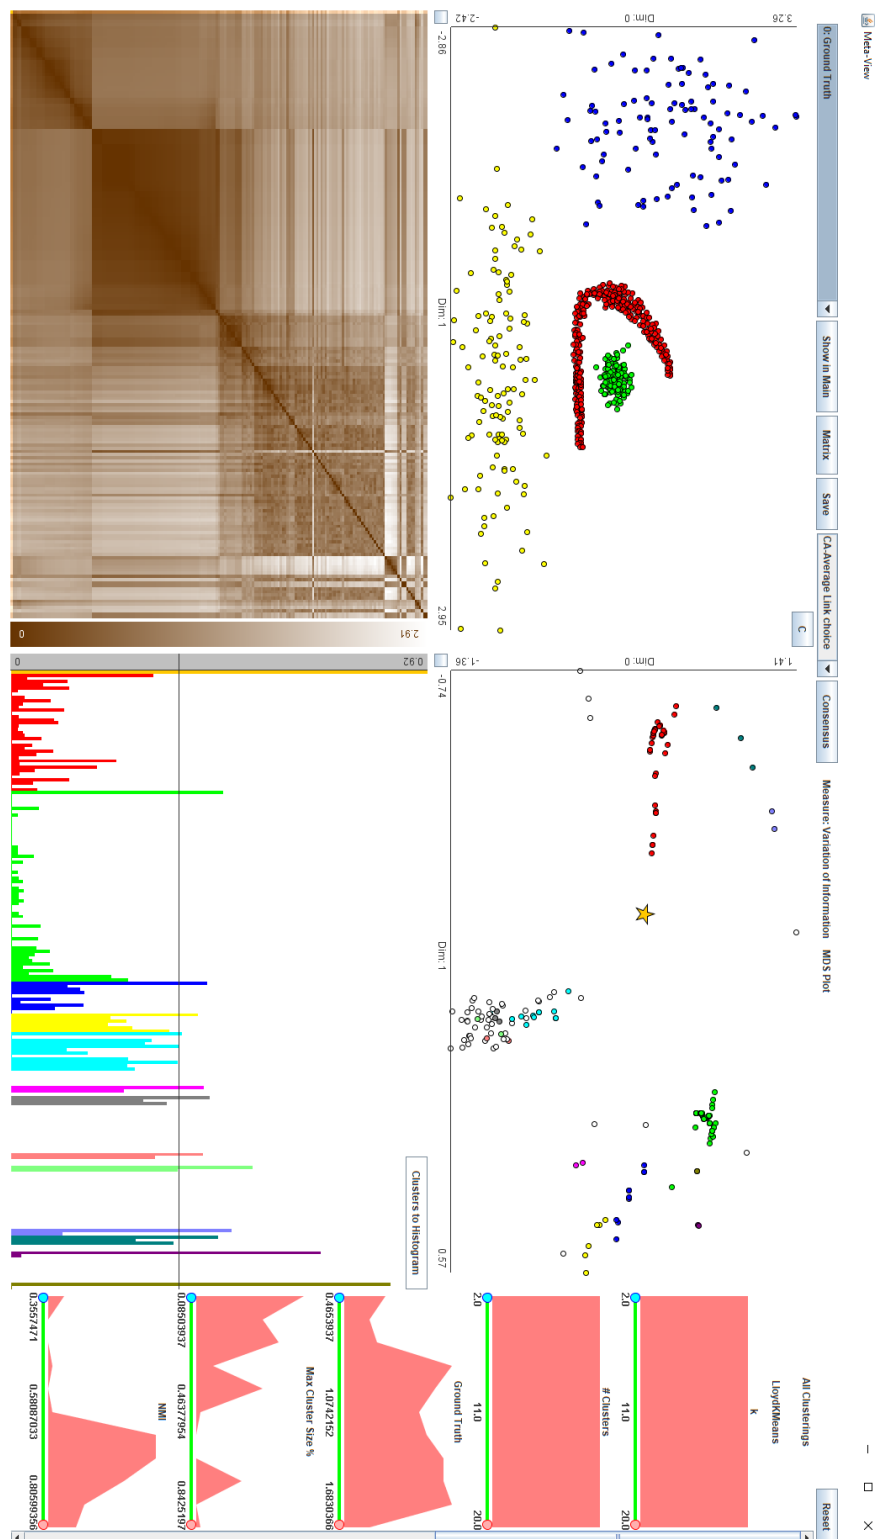 Meta-View
0: Ground Truth
Show in Main
Matrix
Save
CA-Average Link choice
Consensus
Measure: Variation of Information
MDS Plot
Reset
C
3.26
Dim: 0
-2.42
-2.86
Dim: 1
2.95
1.41
Dim: 0
-1.36
-0.74
Dim: 1
0.57
All Clusterings
LloydKMeans
k
2.0
11.0
20.0
# Clusters
2.0
11.0
20.0
Ground Truth
0.4653937
1.0742152
1.6830366
Max Cluster Size %
0.08503937
0.46377954
0.8425197
NMI
0.3557471
0.58087033
0.80599356
0
2.91
0.92
0
Clusters to Histogram